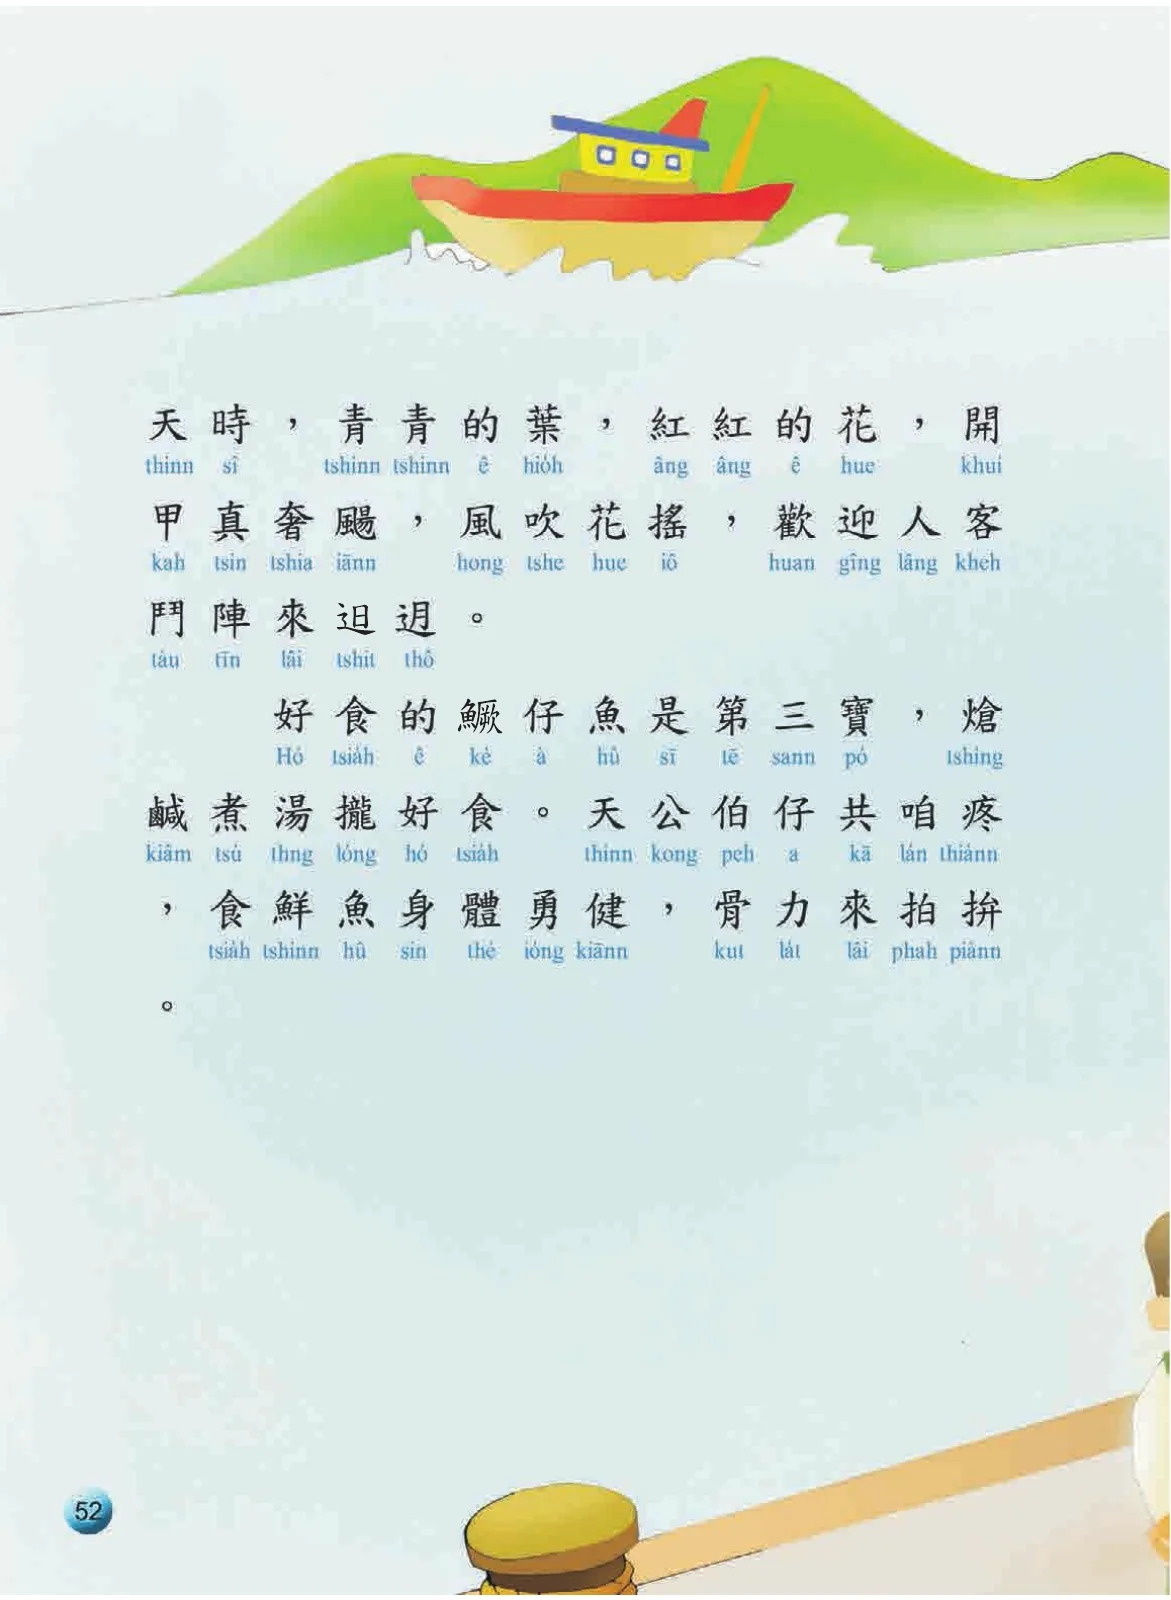 天時，青青的葉，紅紅的花，開
thinn sî tshinn tshinn ê hio̍h âng âng ê hue khui
甲真奢颺，風吹花搖，歡迎人客
kah tsin tshia iānn hong tshe hue iô huan gîng lâng kheh
鬥陣來迌迌。
tàu tīn lâi tshit thô
好食的鱖仔魚是第三寶，熗
Hó tsia̍h ê kè à hû sī tē sann pó tshìng
鹹煮湯攏好食。天公伯仔共咱疼
kiâm tsú thng lóng hó tsia̍h thinn kong peh a kā lán thiànn
，食鮮魚身體勇健，骨力來拍拚
tsia̍h tshinn hû sin thé ióng kiānn kut la̍t lâi phah piànn
。
52